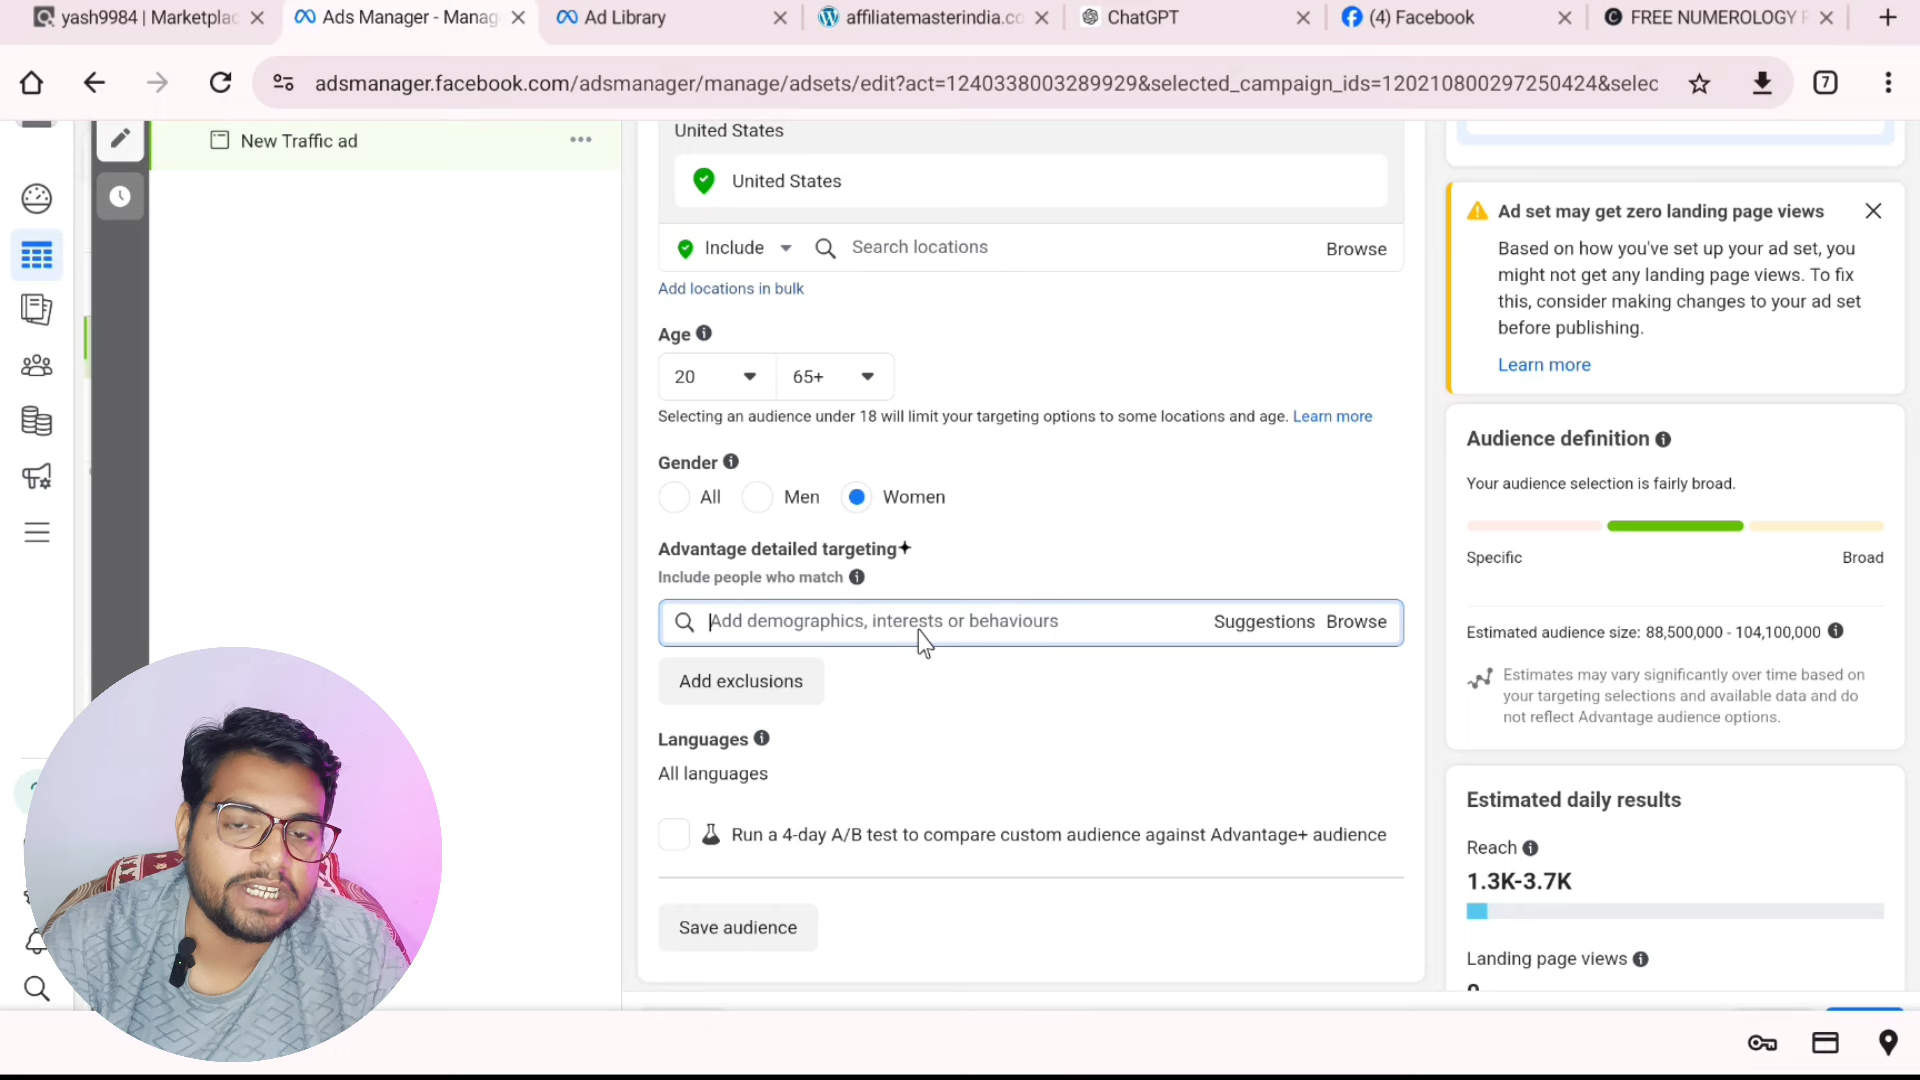 yash9984 | Marketplac
Ads Manager - Manag
Ad Library
affiliatemasterindia.co
ChatGPT
(4) Facebook
FREE NUMEROLOGY R
adsmanager.facebook.com/adsmanager/manage/adsets/edit?act=1240338003289929&selected_campaign_ids=120210800297250424&selec
7
New Traffic ad
United States
United States
Include
Search locations
Browse
Add locations in bulk
Age
20
65+
Selecting an audience under 18 will limit your targeting options to some locations and age. Learn more
Gender
All
Men
Women
Advantage detailed targeting
Include people who match
Add demographics, interests or behaviours
Suggestions
Browse
Add exclusions
Languages
All languages
Run a 4-day A/B test to compare custom audience against Advantage+ audience
Save audience
Ad set may get zero landing page views
Based on how you've set up your ad set, you
might not get any landing page views. To fix
this, consider making changes to your ad set
before publishing.
Learn more
Audience definition
Your audience selection is fairly broad.
Specific
Broad
Estimated audience size: 88,500,000 - 104,100,000
Estimates may vary significantly over time based on
your targeting selections and available data and do
not reflect Advantage audience options.
Estimated daily results
Reach
1.3K-3.7K
Landing page views